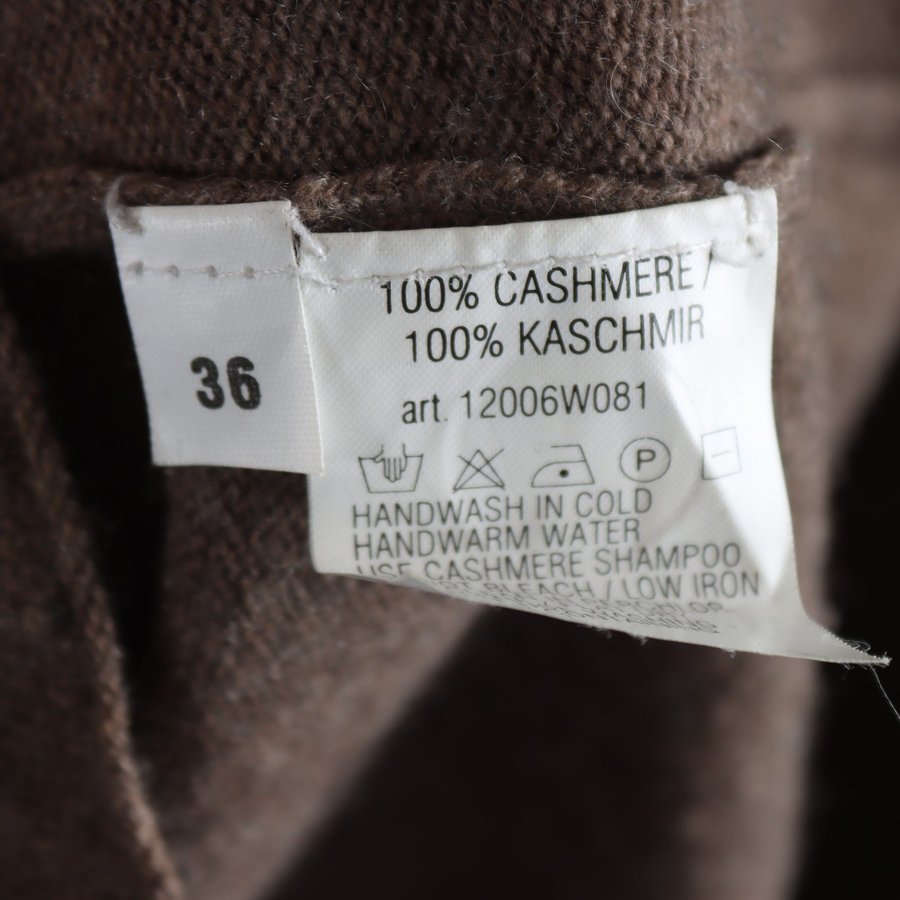 36
100% CASHMERE /
100% KASCHMIR
art. 12006W081
P
HANDWASH IN COLD
HANDWARM WATER
USE CASHMERE SHAMPOO
BLEACH / LOW IRON